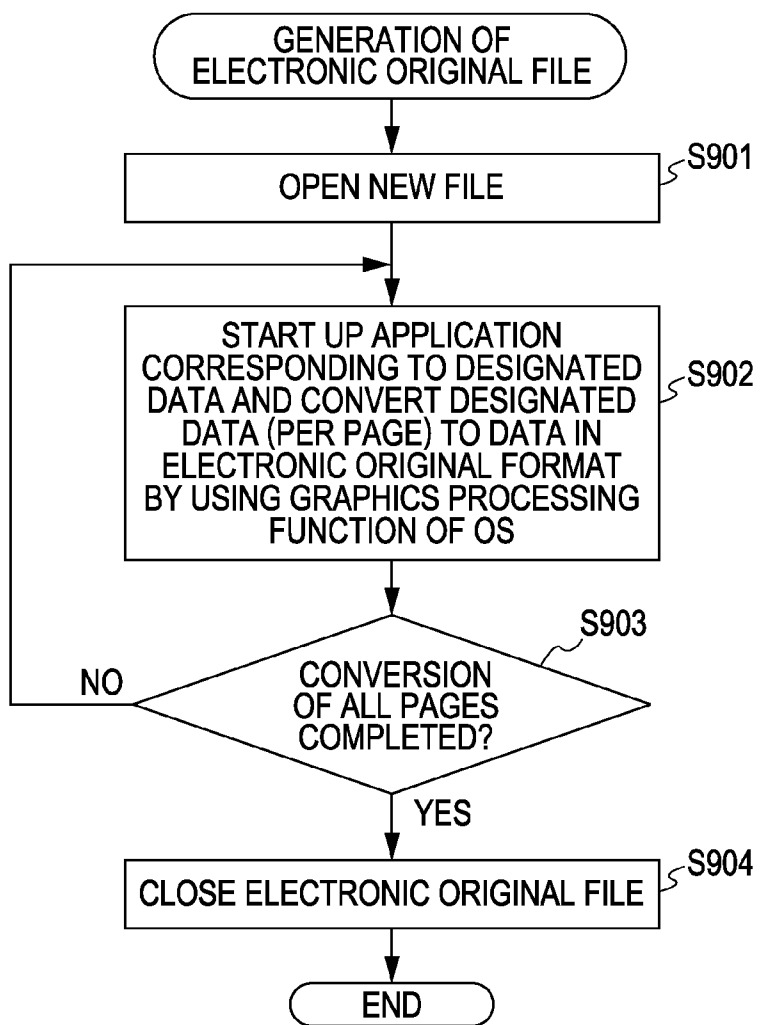 GENERATION OF
ELECTRONIC ORIGINAL FILE
S901
OPEN NEW FILE
START UP APPLICATION
CORRESPONDING TO DESIGNATED
DATA AND CONVERT DESIGNATED
DATA (PER PAGE) TO DATA IN
ELECTRONIC ORIGINAL FORMAT
BY USING GRAPHICS PROCESSING
FUNCTION OF OS
S902
S903
CONVERSION
OF ALL PAGES
COMPLETED?
NO
YES
S904
CLOSE ELECTRONIC ORIGINAL FILE
END